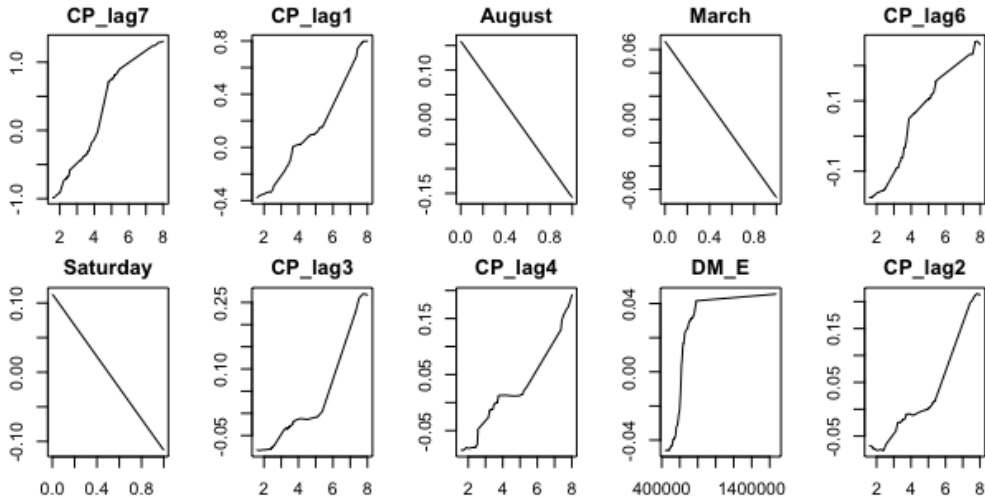 CP_lag7 CP_lag1 August March CP_lag6
1.0 0.0 -1.0 0.8 0.4 0.0 -0.4 0.10 0.00 -0.15 0.06 0.00 -0.06 0.1 -0.1
2 4 6 8 2 4 6 8 0.0 0.4 0.8 0.0 0.4 0.8 2 4 6 8
Saturday CP_lag3 CP_lag4 DM_E CP_lag2
0.10 0.00 -0.10 0.25 0.10 -0.05 0.15 0.05 -0.05 0.04 0.00 -0.04 0.15 0.05 -0.05
0.0 0.4 0.8 2 4 6 8 2 4 6 8 400000 1400000 2 4 6 8